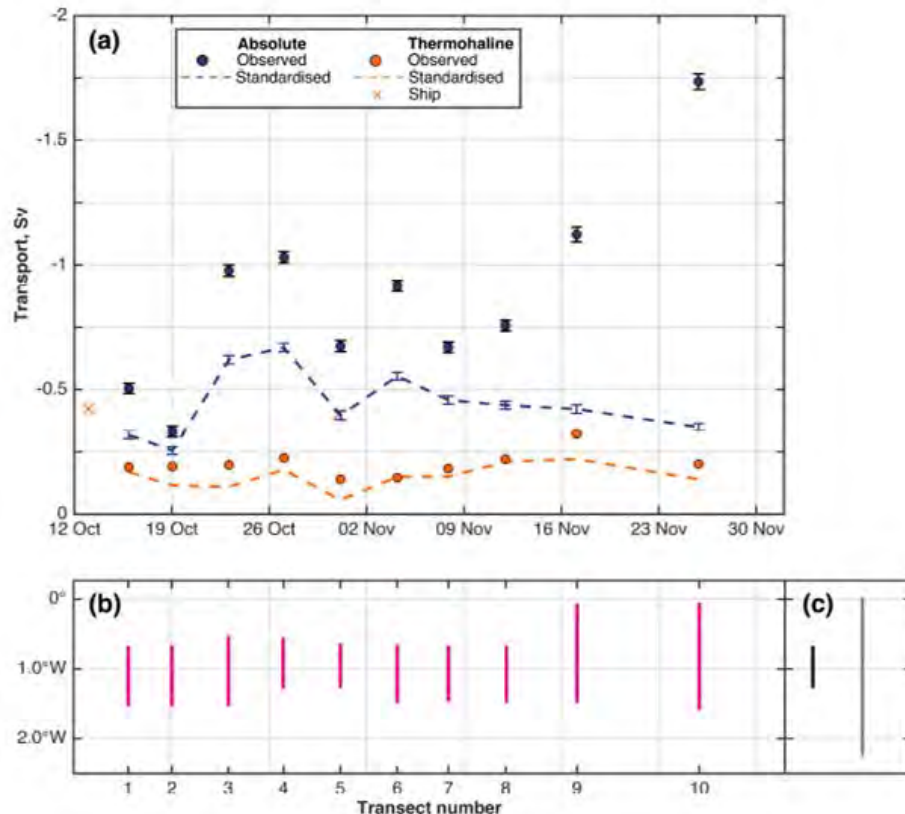 (a)
Absolute Thermohaline
Observed Observed
Standardised Standardised
Ship
Transport, Sv
-2
-1.5
-1
-0.5
0
12 Oct 19 Oct 26 Oct 02 Nov 09 Nov 16 Nov 23 Nov 30 Nov
(b) (c)
0°
1.0°W
2.0°W
1 2 3 4 5 6 7 8 9 10
Transect number